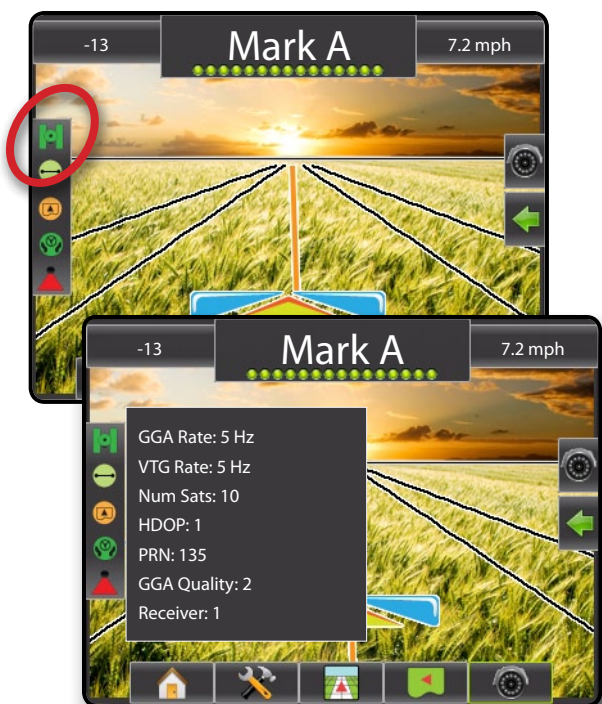 -13
Mark A
7.2 mph
-13
Mark A
7.2 mph
GGA Rate: 5 Hz
VTG Rate: 5 Hz
Num Sats: 10
HDOP: 1
PRN: 135
GGA Quality: 2
Receiver: 1